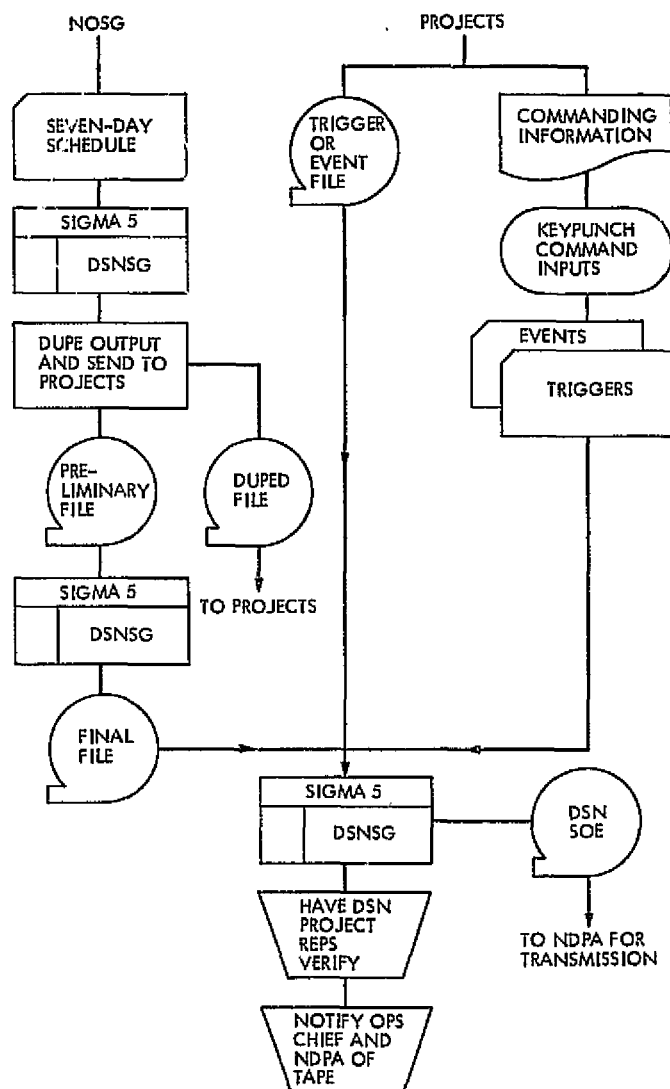 NOSG
SEVEN-DAY
SCHEDULE
SIGMA 5
DSNSG
DUPE OUTPUT
AND SEND TO
PROJECTS
PRE-
LIMINARY
FILE
DUPED
FILE
TO PROJECTS
SIGMA 5
DSNSG
FINAL
FILE
PROJECTS
TRIGGER
OR
EVENT
FILE
COMMANDING
INFORMATION
KEYPUNCH
COMMAND
INPUTS
EVENTS
TRIGGERS
SIGMA 5
DSNSG
DSN
SOE
TO NDPA FOR
TRANSMISSION
HAVE DSN
PROJECT
REPS
VERIFY
NOTIFY OPS
CHIEF AND
NDPA OF
TAPE